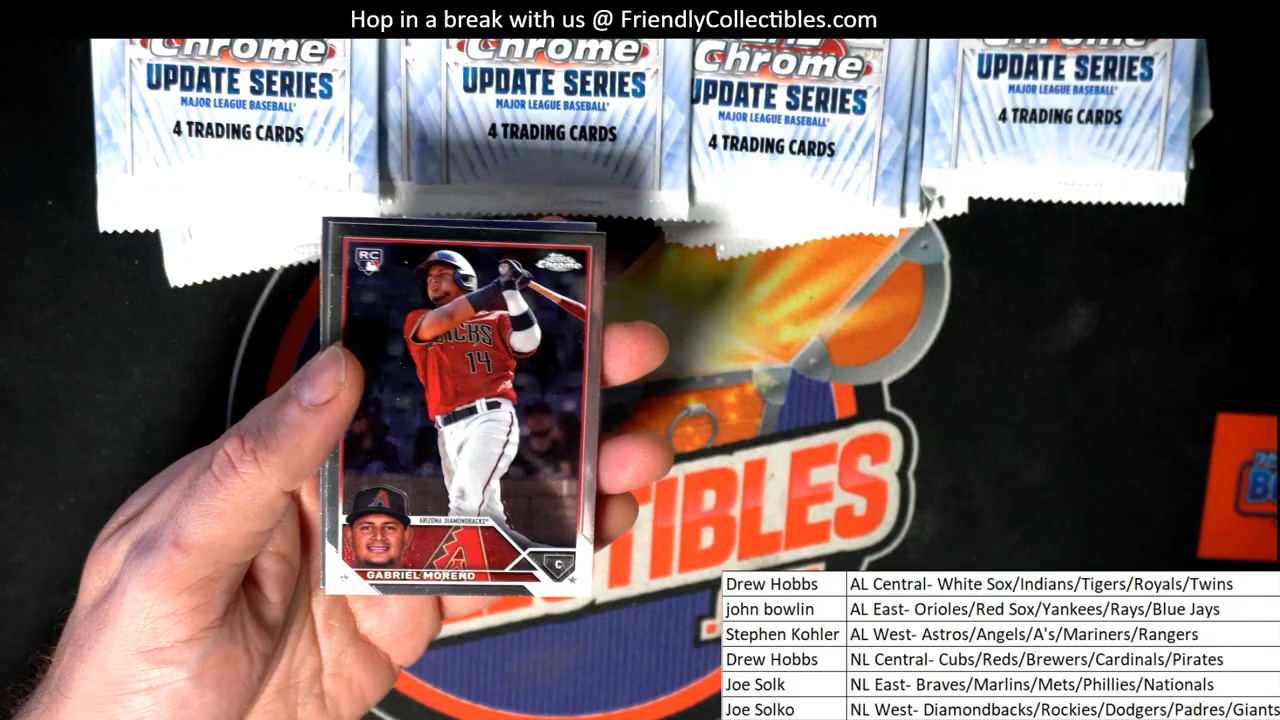 Hop in a break with us @ FriendlyCollectibles.com
Chrome
UPDATE SERIES
MAJOR LEAGUE BASEBALL
4 TRADING CARDS
Chrome
UPDATE SERIES
MAJOR LEAGUE BASEBALL
4 TRADING CARDS
Chrome
UPDATE SERIES
MAJOR LEAGUE BASEBALL
4 TRADING CARDS
UPDATE SERIES
MAJOR LEAGUE BASEBALL
4 TRADING CARDS
RC
Topps Chrome
14
A
ARIZONA DIAMONDBACKS
GABRIEL MORENO
C
TIBLES
Drew Hobbs AL Central- White Sox/Indians/Tigers/Royals/Twins
john bowlin AL East- Orioles/Red Sox/Yankees/Rays/Blue Jays
Stephen Kohler AL West- Astros/Angels/A's/Mariners/Rangers
Drew Hobbs NL Central- Cubs/Reds/Brewers/Cardinals/Pirates
Joe Solk NL East- Braves/Marlins/Mets/Phillies/Nationals
Joe Solko NL West- Diamondbacks/Rockies/Dodgers/Padres/Giants